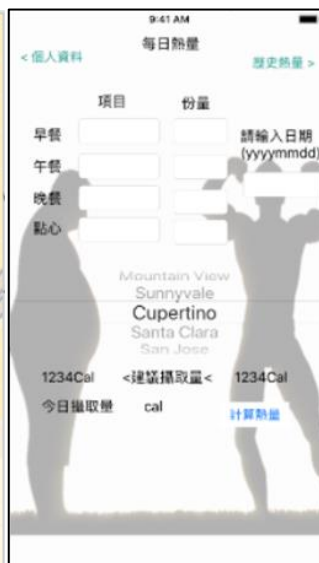 9:41 AM
每日熱量
< 個人資料
歷史熱量 >
項目 份量
早餐
請輸入日期
(yyyymmdd)
午餐
晚餐
點心
Mountain View
Sunnyvale
Cupertino
Santa Clara
San Jose
1234Cal <建議攝取量< 1234Cal
今日攝取量 cal
計算熱量